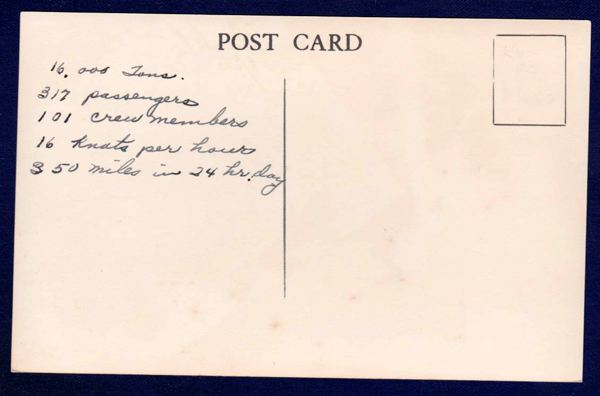 POST CARD
16,000 Tons.
317 passengers
101 crew members
16 Knots per hour
350 miles in 24 hr. day